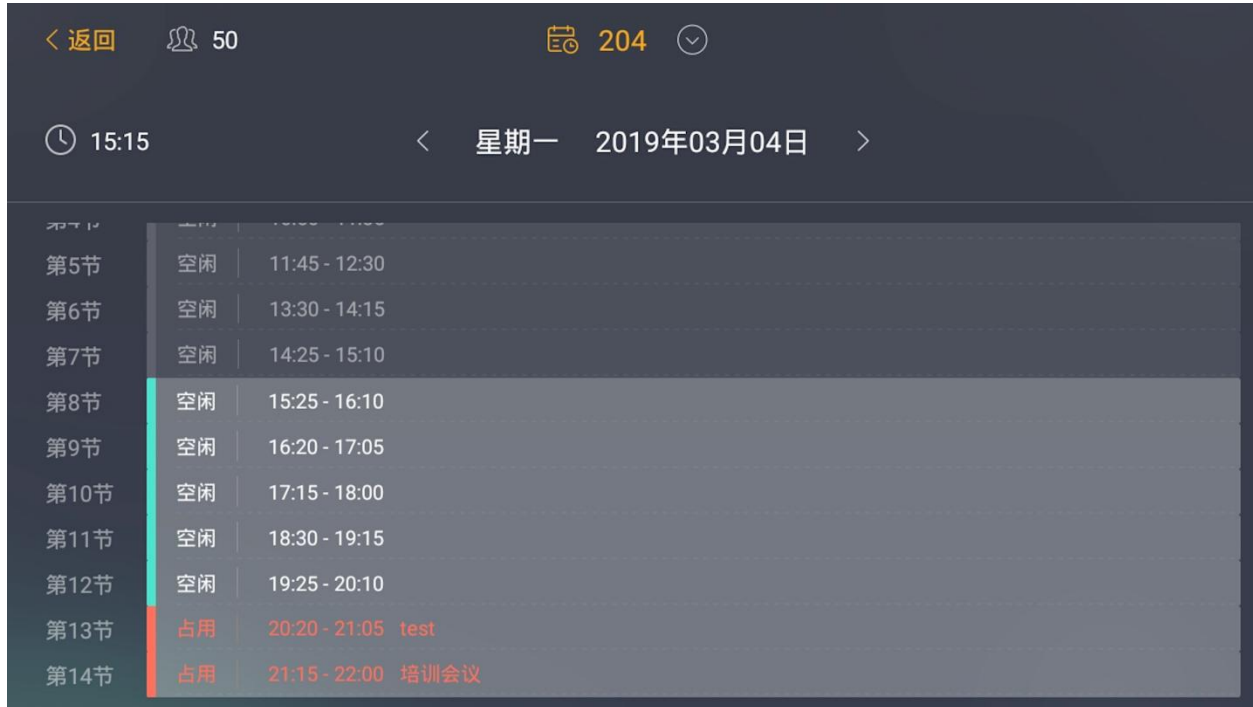 返回 50 204
15:15 星期一 2019年03月04日
第5节 空闲 11:45 - 12:30
第6节 空闲 13:30 - 14:15
第7节 空闲 14:25 - 15:10
第8节 空闲 15:25 - 16:10
第9节 空闲 16:20 - 17:05
第10节 空闲 17:15 - 18:00
第11节 空闲 18:30 - 19:15
第12节 空闲 19:25 - 20:10
第13节 占用 20:20 - 21:05 test
第14节 占用 21:15 - 22:00 培训会议